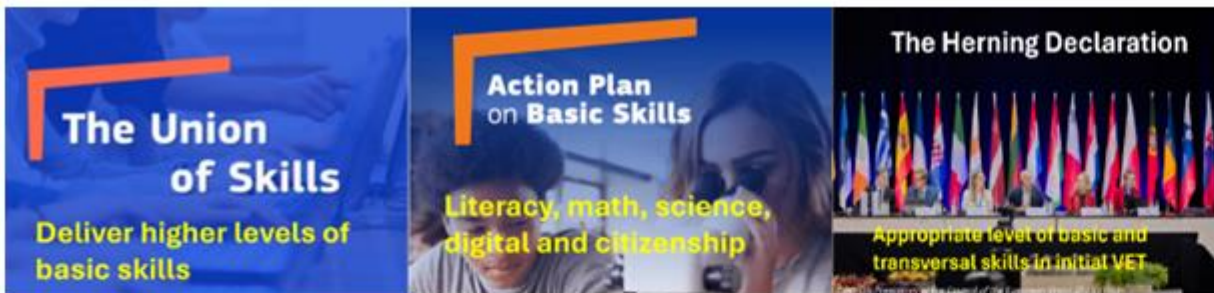 The Union
of Skills
Deliver higher levels of
basic skills
Action Plan
on Basic Skills
Literacy, math, science,
digital and citizenship
The Herning Declaration
Appropriate level of basic and
transversal skills in initial VET